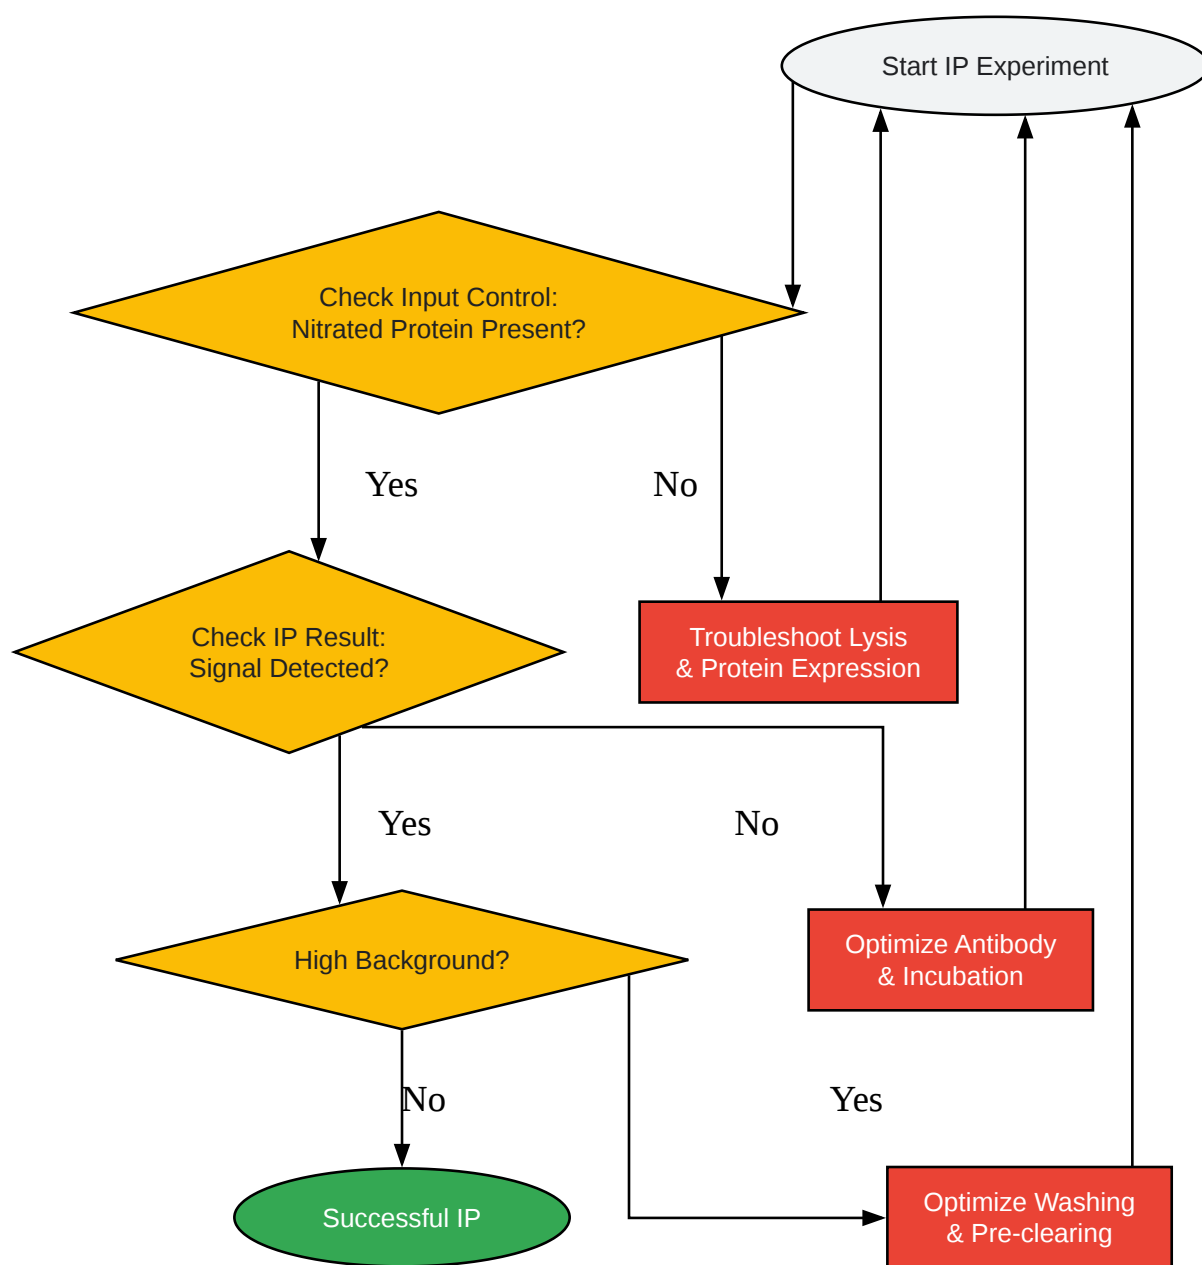 Start IP Experiment
Check Input Control:
Nitrated Protein Present?
Yes
No
Check IP Result:
Signal Detected?
Troubleshoot Lysis
& Protein Expression
Yes
No
High Background?
Optimize Antibody
& Incubation
No
Yes
Successful IP
Optimize Washing
& Pre-clearing